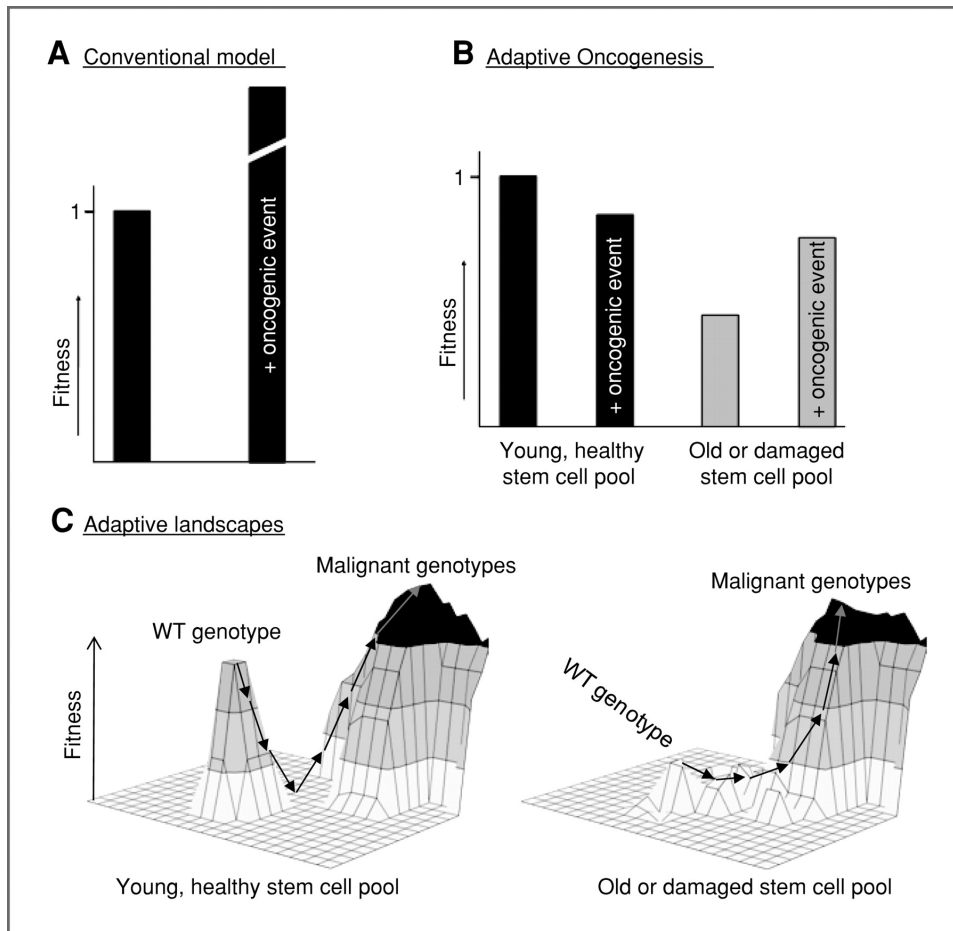 A Conventional model
1
Fitness
+ oncogenic event
B Adaptive Oncogenesis
1
Fitness
+ oncogenic event
+ oncogenic event
Young, healthy
stem cell pool
Old or damaged
stem cell pool
C Adaptive landscapes
Fitness
WT genotype
Malignant genotypes
Young, healthy stem cell pool
WT genotype
Malignant genotypes
Old or damaged stem cell pool